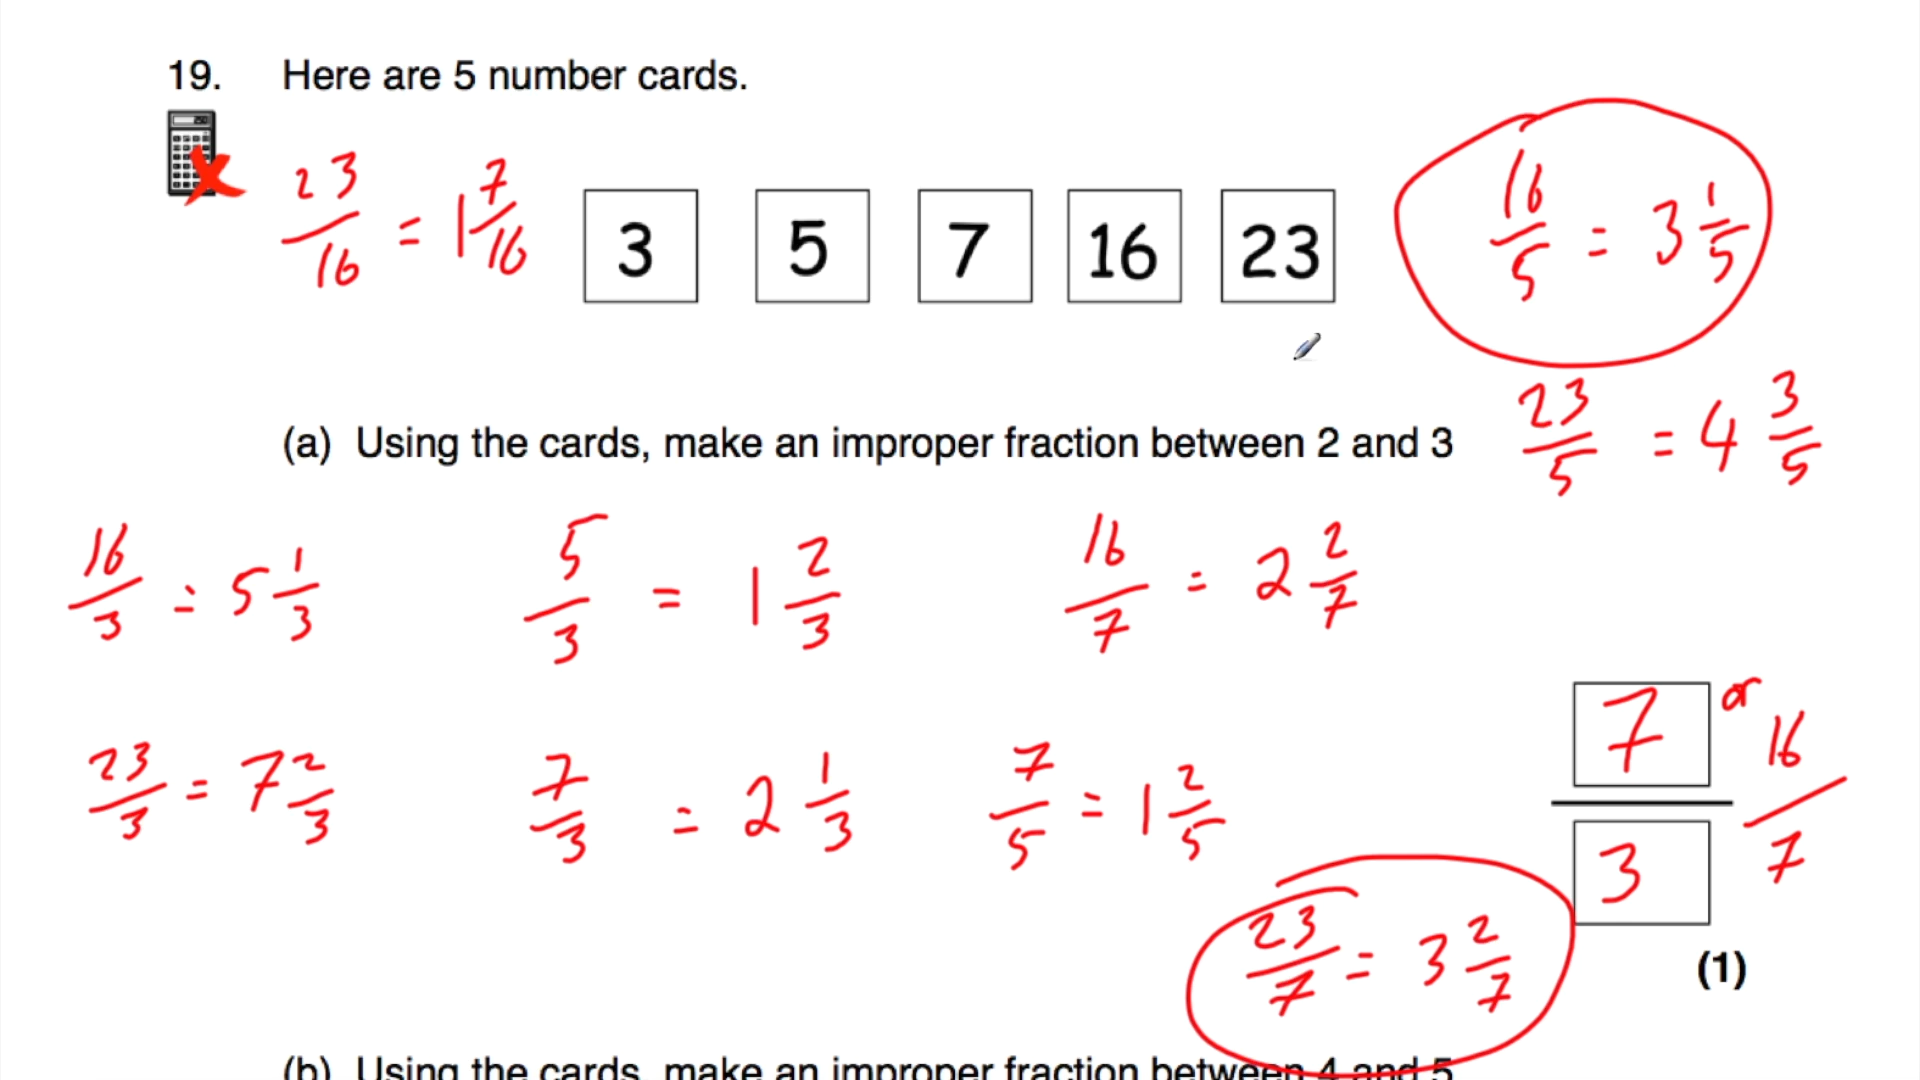 19. Here are 5 number cards.
23/16 = 1 7/16
3 5 7 16 23
16/5 = 3 1/5
23/5 = 4 3/5
(a) Using the cards, make an improper fraction between 2 and 3
16/3 = 5 1/3
5/3 = 1 2/3
16/7 = 2 2/7
23/3 = 7 2/3
7/3 = 2 1/3
7/5 = 1 2/5
7/3 or 16/7
23/7 = 3 2/7
(1)
(b) Using the cards, make an improper fraction between 4 and 5